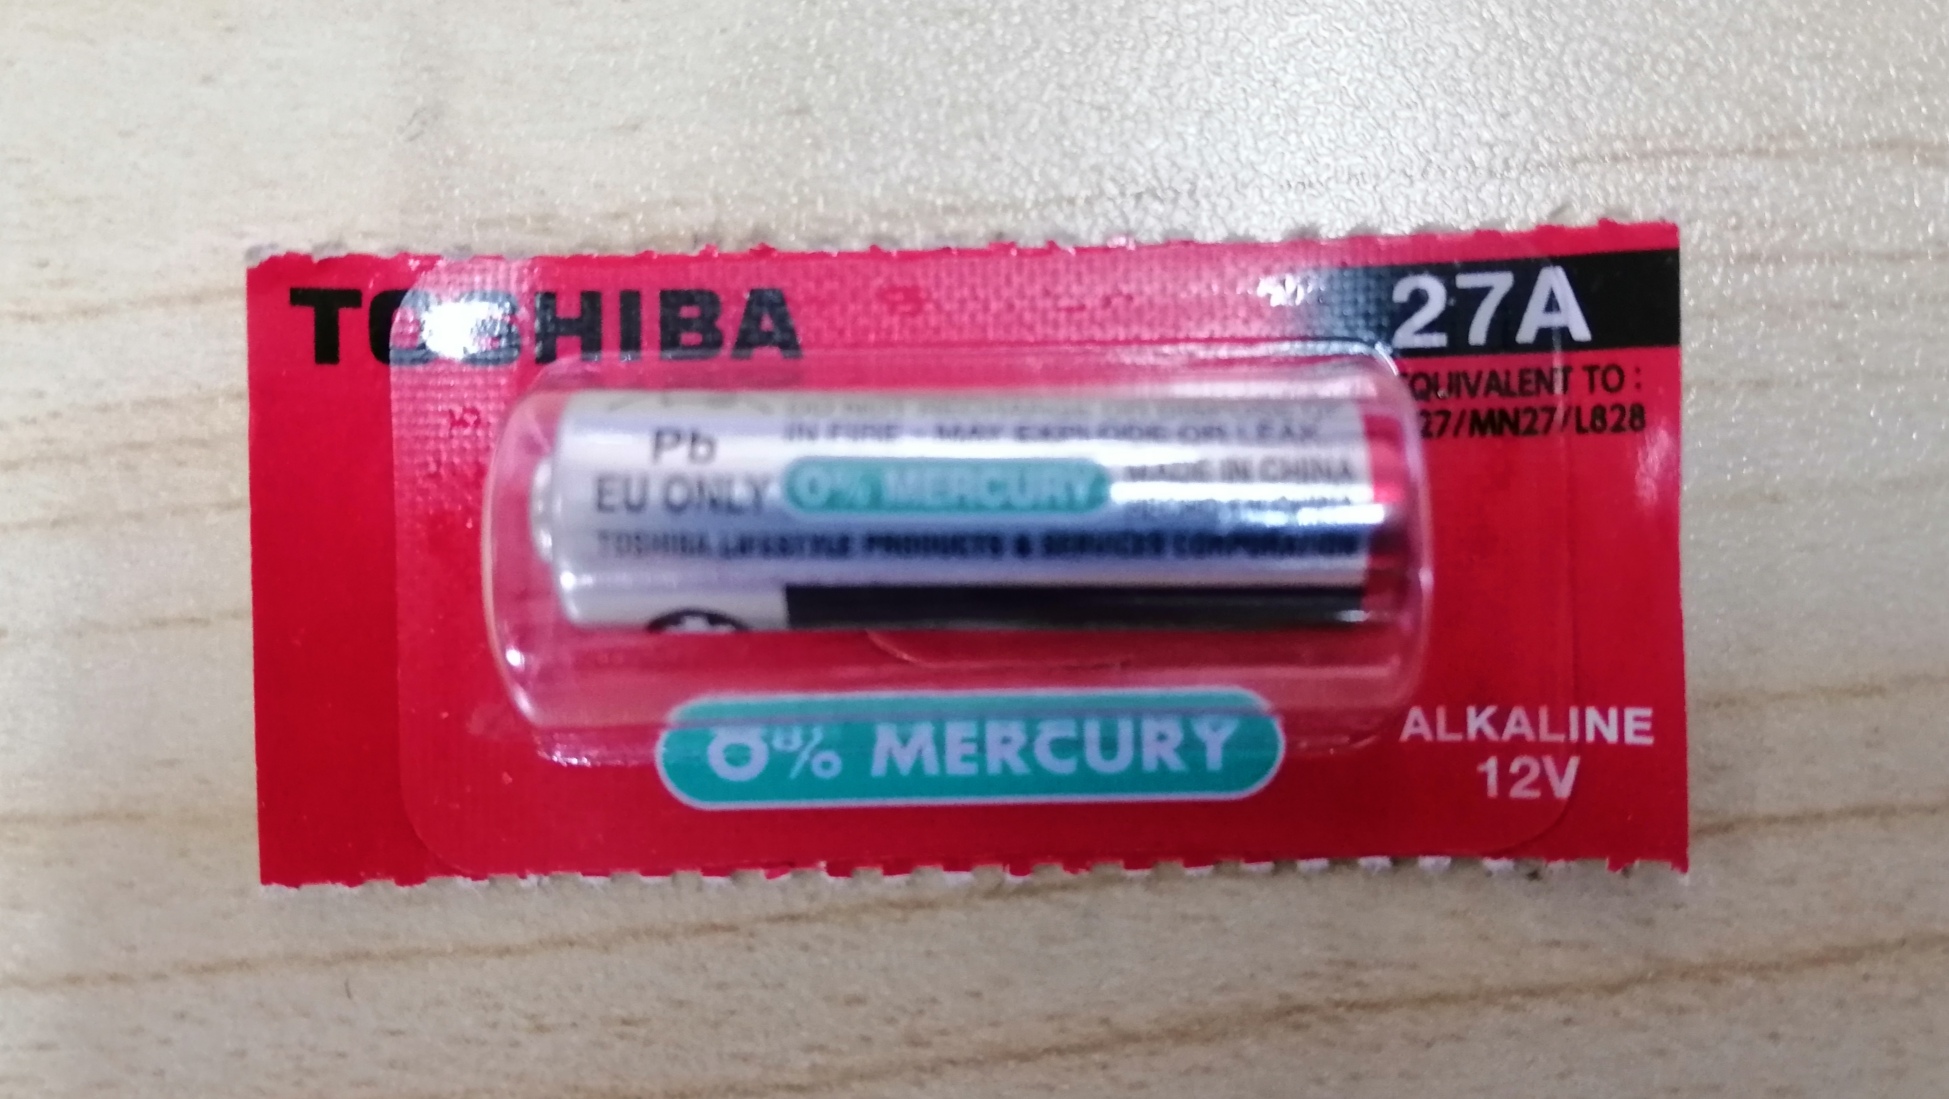 TOSHIBA
27A
EQUIVALENT TO :
27/MN27/L828
Pb
EU ONLY
IN FIRE - MAY EXPLODE OR LEAK
0% MERCURY
MADE IN CHINA
TOSHIBA LIFESTYLE PRODUCTS & SERVICES CORPORATION
0% MERCURY
ALKALINE
12V